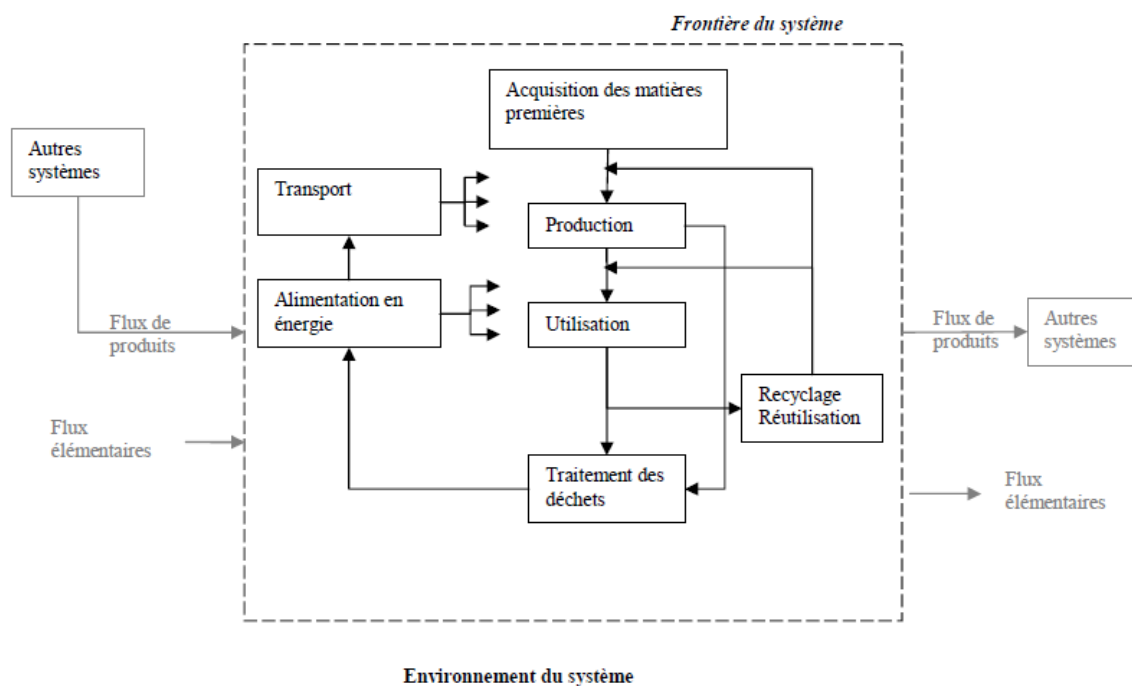 Frontière du système
Acquisition des matières
premières
Autres
systèmes
Transport
Production
Alimentation en
énergie
Utilisation
Flux de
produits
Flux de
produits
Autres
systèmes
Recyclage
Réutilisation
Flux
élémentaires
Traitement des
déchets
Flux
élémentaires
Environnement du système